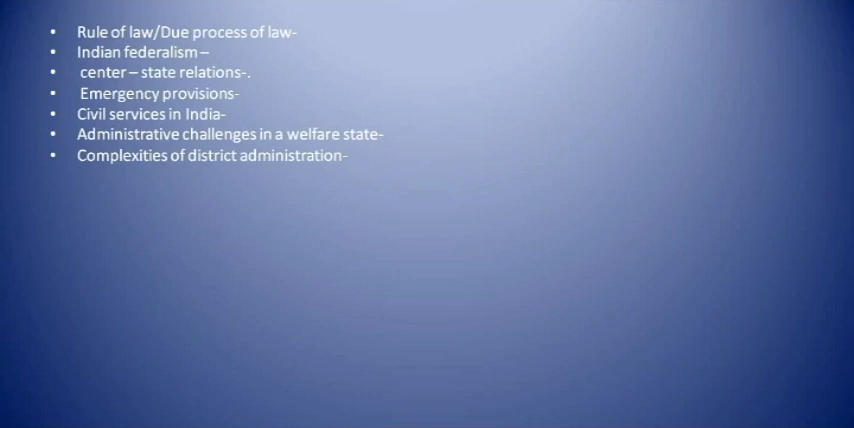 • Rule of law/Due process of law-
• Indian federalism –
• center – state relations-.
• Emergency provisions-
• Civil services in India-
• Administrative challenges in a welfare state-
• Complexities of district administration-